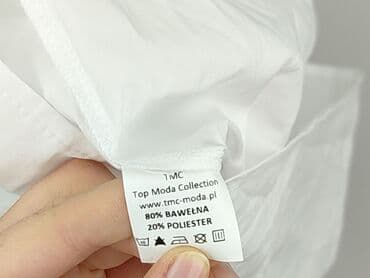 TMC
Top Moda Collection
www.tmc-moda.pl
80% BAWEŁNA
20% POLIESTER